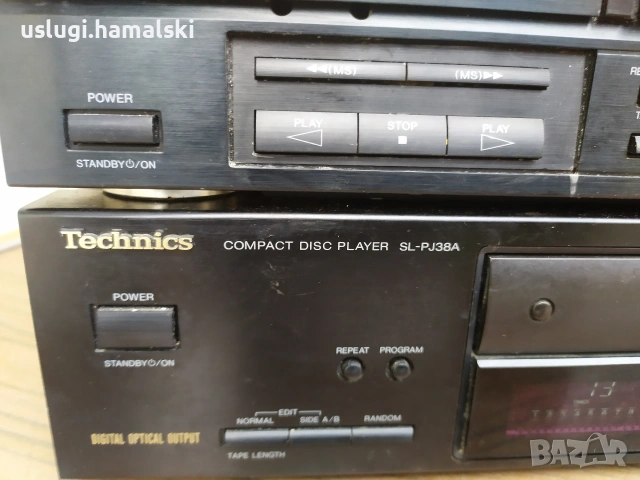 uslugi.hamalski
◀◀(MS)
(MS)▶▶
POWER
PLAY
STOP
PLAY
STANDBY⏻/ON
Technics
COMPACT DISC PLAYER SL-PJ38A
POWER
STANDBY⏻/ON
REPEAT
PROGRAM
13
EDIT
NORMAL
SIDE A/B
RANDOM
TAPE LENGTH
DIGITAL OPTICAL OUTPUT
BAZAR